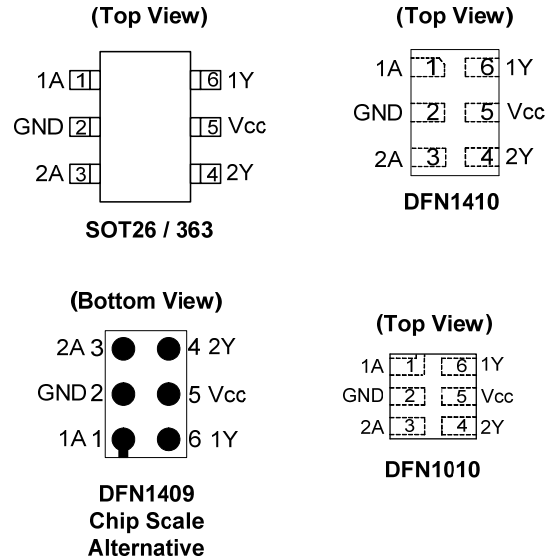 (Top View)
1A 1 6 1Y
GND 2 5 Vcc
2A 3 4 2Y
SOT26 / 363
(Top View)
1A 1 6 1Y
GND 2 5 Vcc
2A 3 4 2Y
DFN1410
(Bottom View)
2A 3 4 2Y
GND 2 5 Vcc
1A 1 6 1Y
DFN1409
Chip Scale
Alternative
(Top View)
1A 1 6 1Y
GND 2 5 Vcc
2A 3 4 2Y
DFN1010